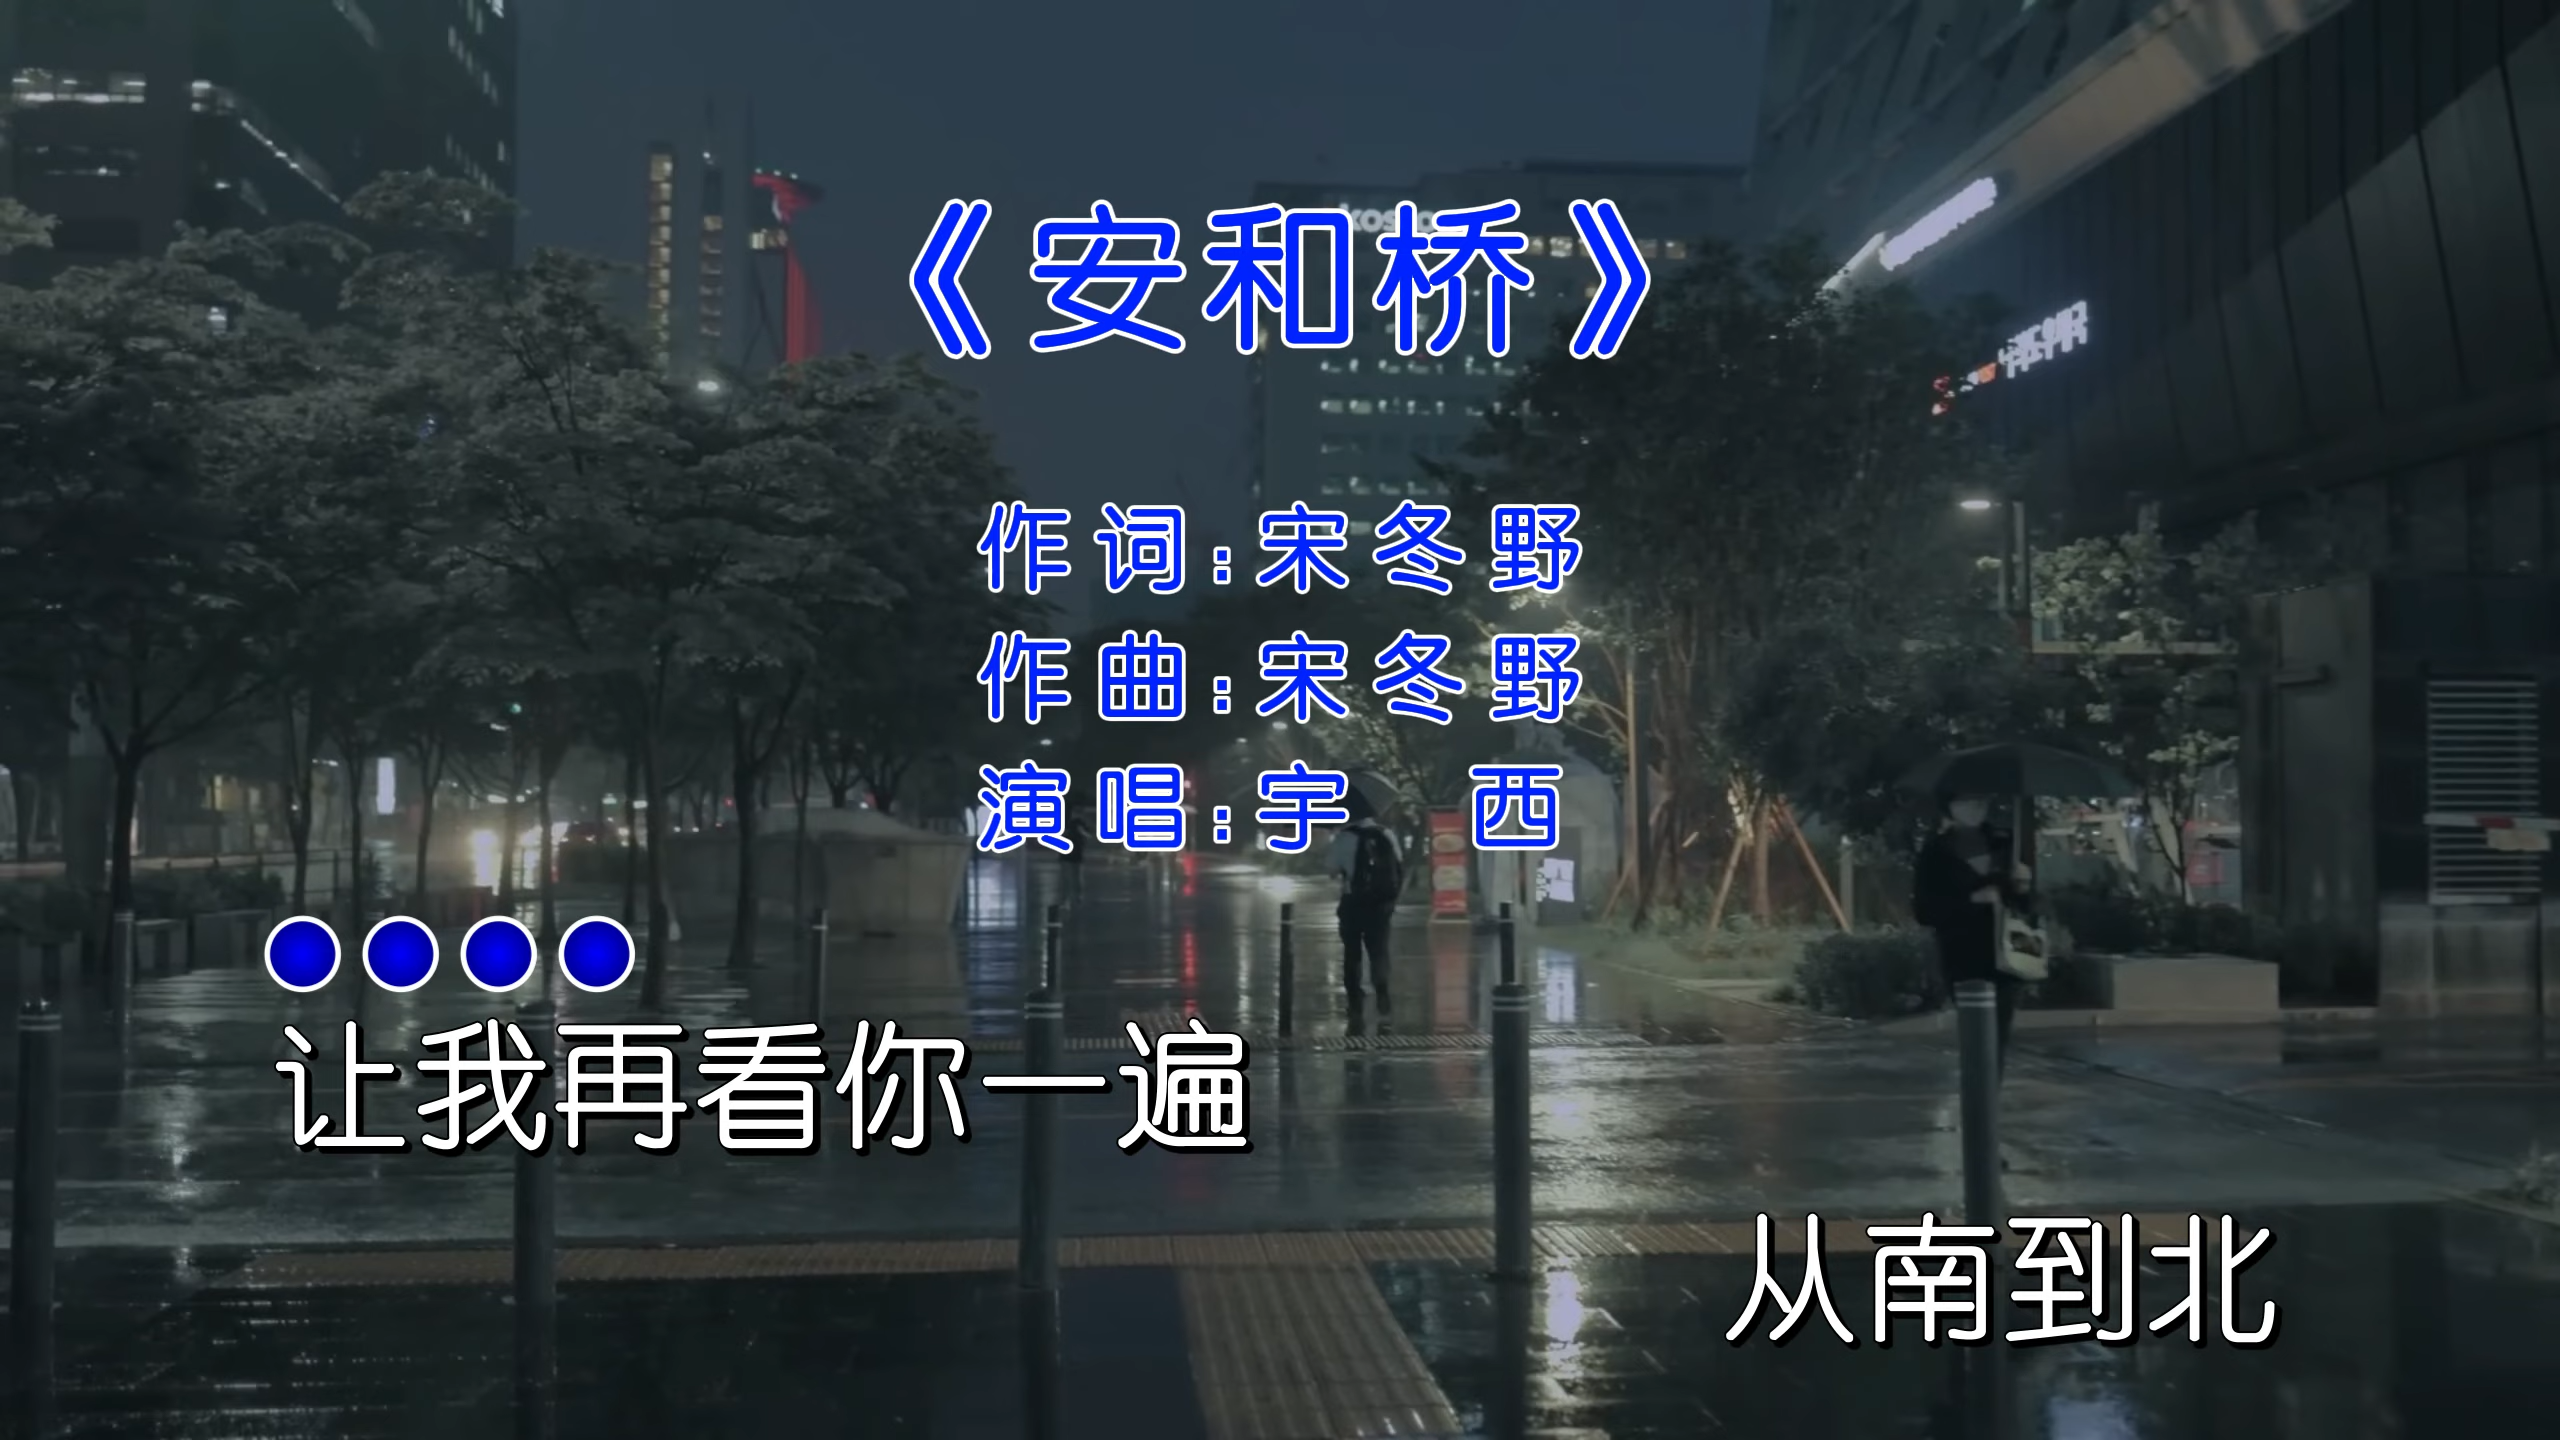 《安和桥》
作词:宋冬野
作曲:宋冬野
演唱:宇 西
让我再看你一遍
从南到北